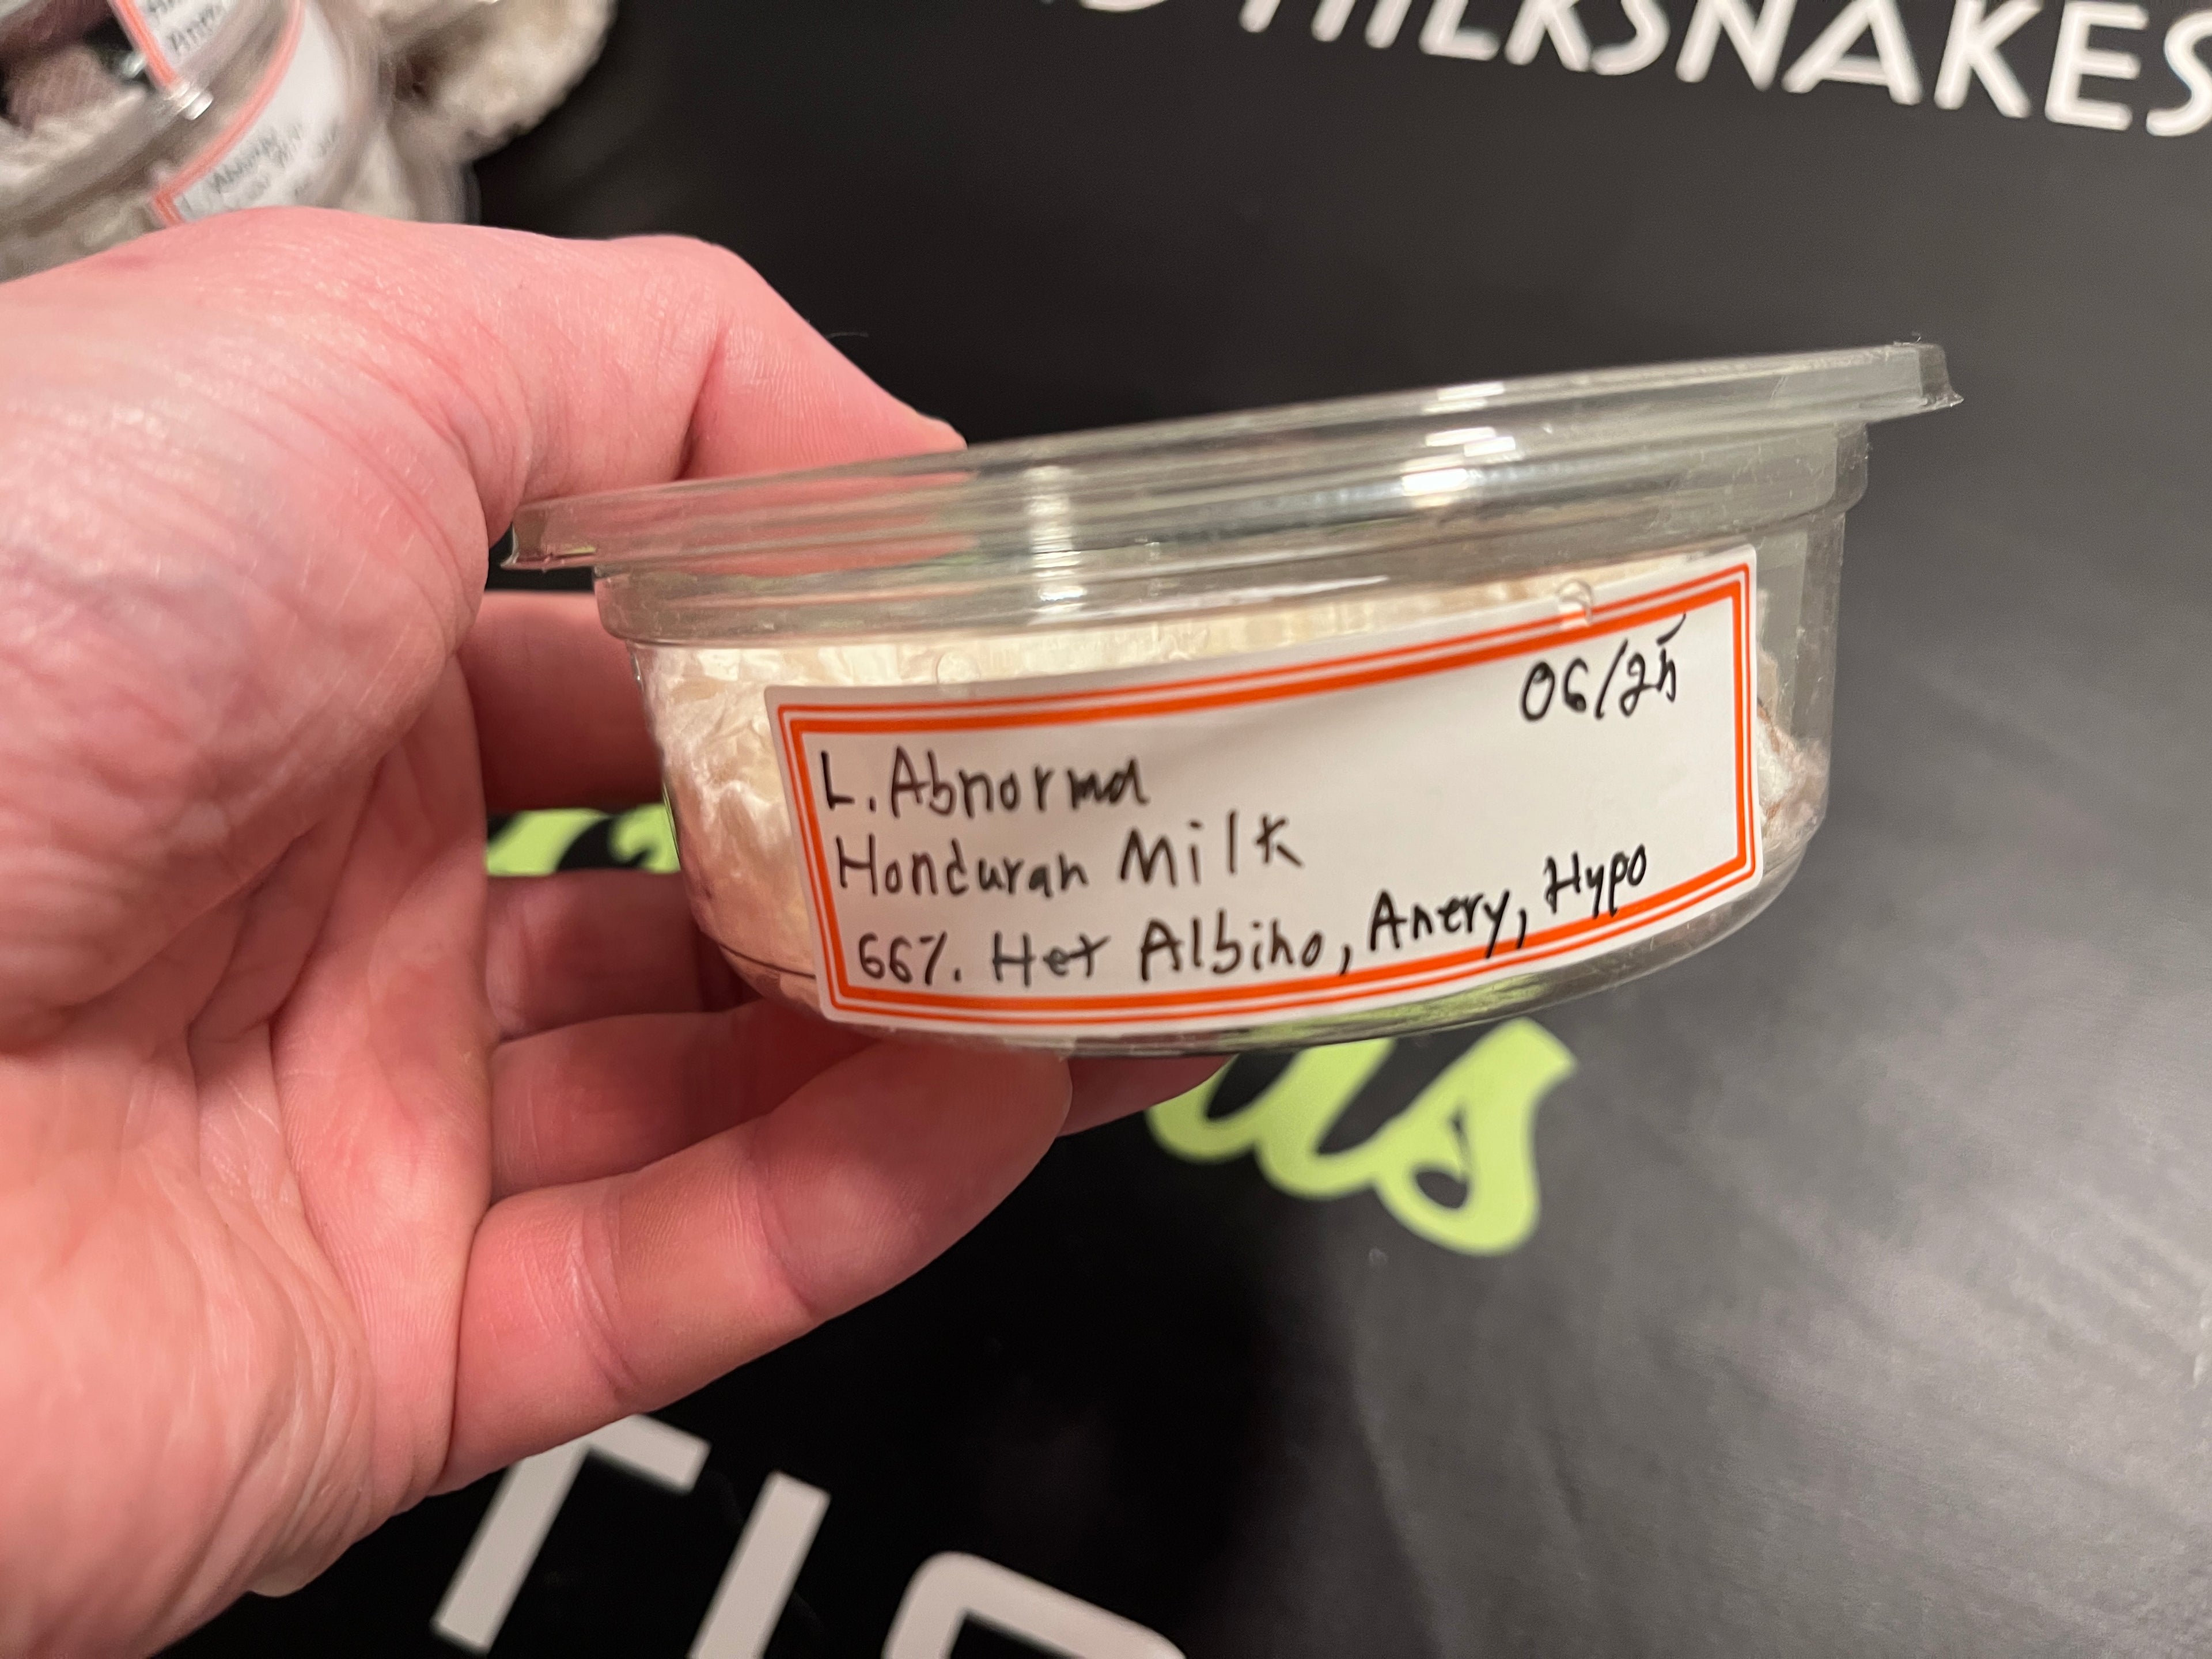 MILKSNAKES
06/25
L. Abnorma
Honduran Milk
66% Het Albino, Anery, Hypo